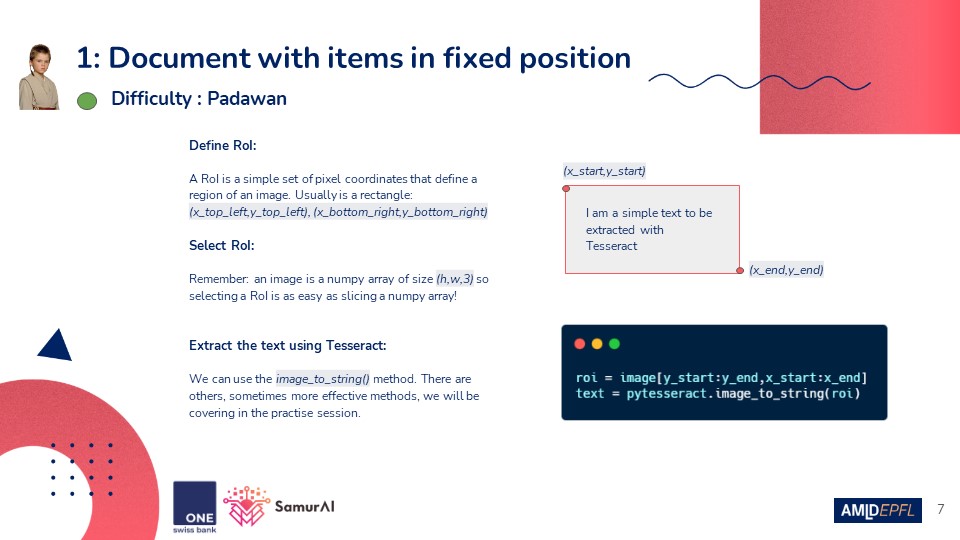 1: Document with items in fixed position
Difficulty : Padawan
Define RoI:
A RoI is a simple set of pixel coordinates that define a
region of an image. Usually is a rectangle:
(x_top_left,y_top_left), (x_bottom_right,y_bottom_right)
Select RoI:
Remember: an image is a numpy array of size (h,w,3) so
selecting a RoI is as easy as slicing a numpy array!
Extract the text using Tesseract:
We can use the image_to_string() method. There are
others, sometimes more effective methods, we will be
covering in the practise session.
(x_start,y_start)
I am a simple text to be
extracted with
Tesseract
(x_end,y_end)
roi = image[y_start:y_end,x_start:x_end]
text = pytesseract.image_to_string(roi)
ONE
swiss bank
SamurAI
AMLDEPFL
7